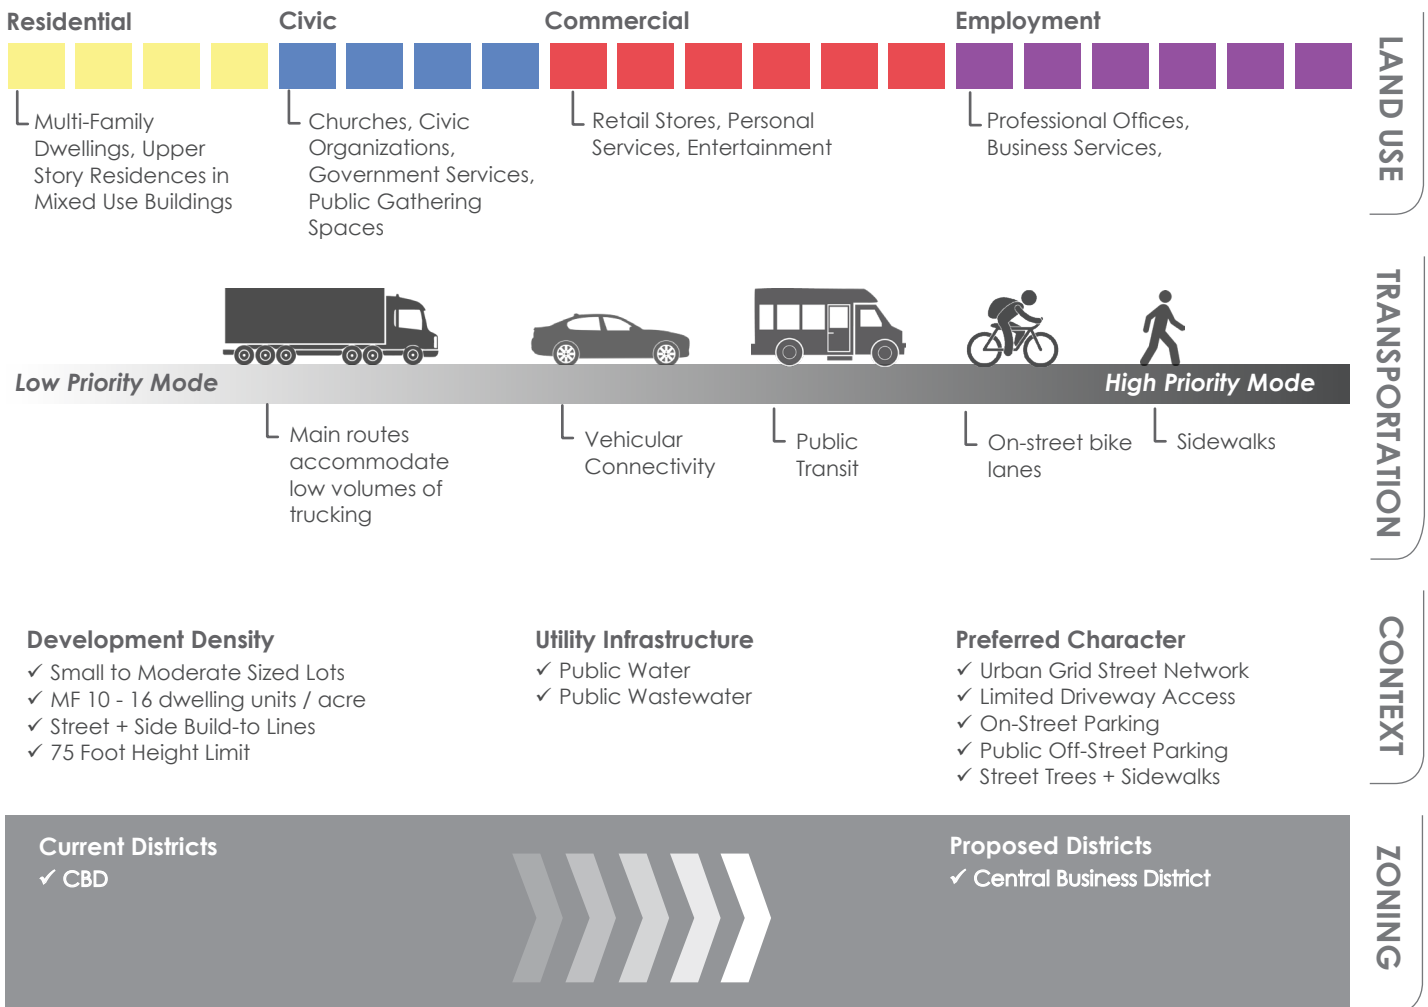 Residential
Civic
Commercial
Employment
Multi-Family
Dwellings, Upper
Story Residences in
Mixed Use Buildings
Churches, Civic
Organizations,
Government Services,
Public Gathering
Spaces
Retail Stores, Personal
Services, Entertainment
Professional Offices,
Business Services,
LAND USE
Low Priority Mode
High Priority Mode
Main routes
accommodate
low volumes of
trucking
Vehicular
Connectivity
Public
Transit
On-street bike
lanes
Sidewalks
TRANSPORTATION
Development Density
✓ Small to Moderate Sized Lots
✓ MF 10 - 16 dwelling units / acre
✓ Street + Side Build-to Lines
✓ 75 Foot Height Limit
Utility Infrastructure
✓ Public Water
✓ Public Wastewater
Preferred Character
✓ Urban Grid Street Network
✓ Limited Driveway Access
✓ On-Street Parking
✓ Public Off-Street Parking
✓ Street Trees + Sidewalks
CONTEXT
Current Districts
✓ CBD
Proposed Districts
✓ Central Business District
ZONING